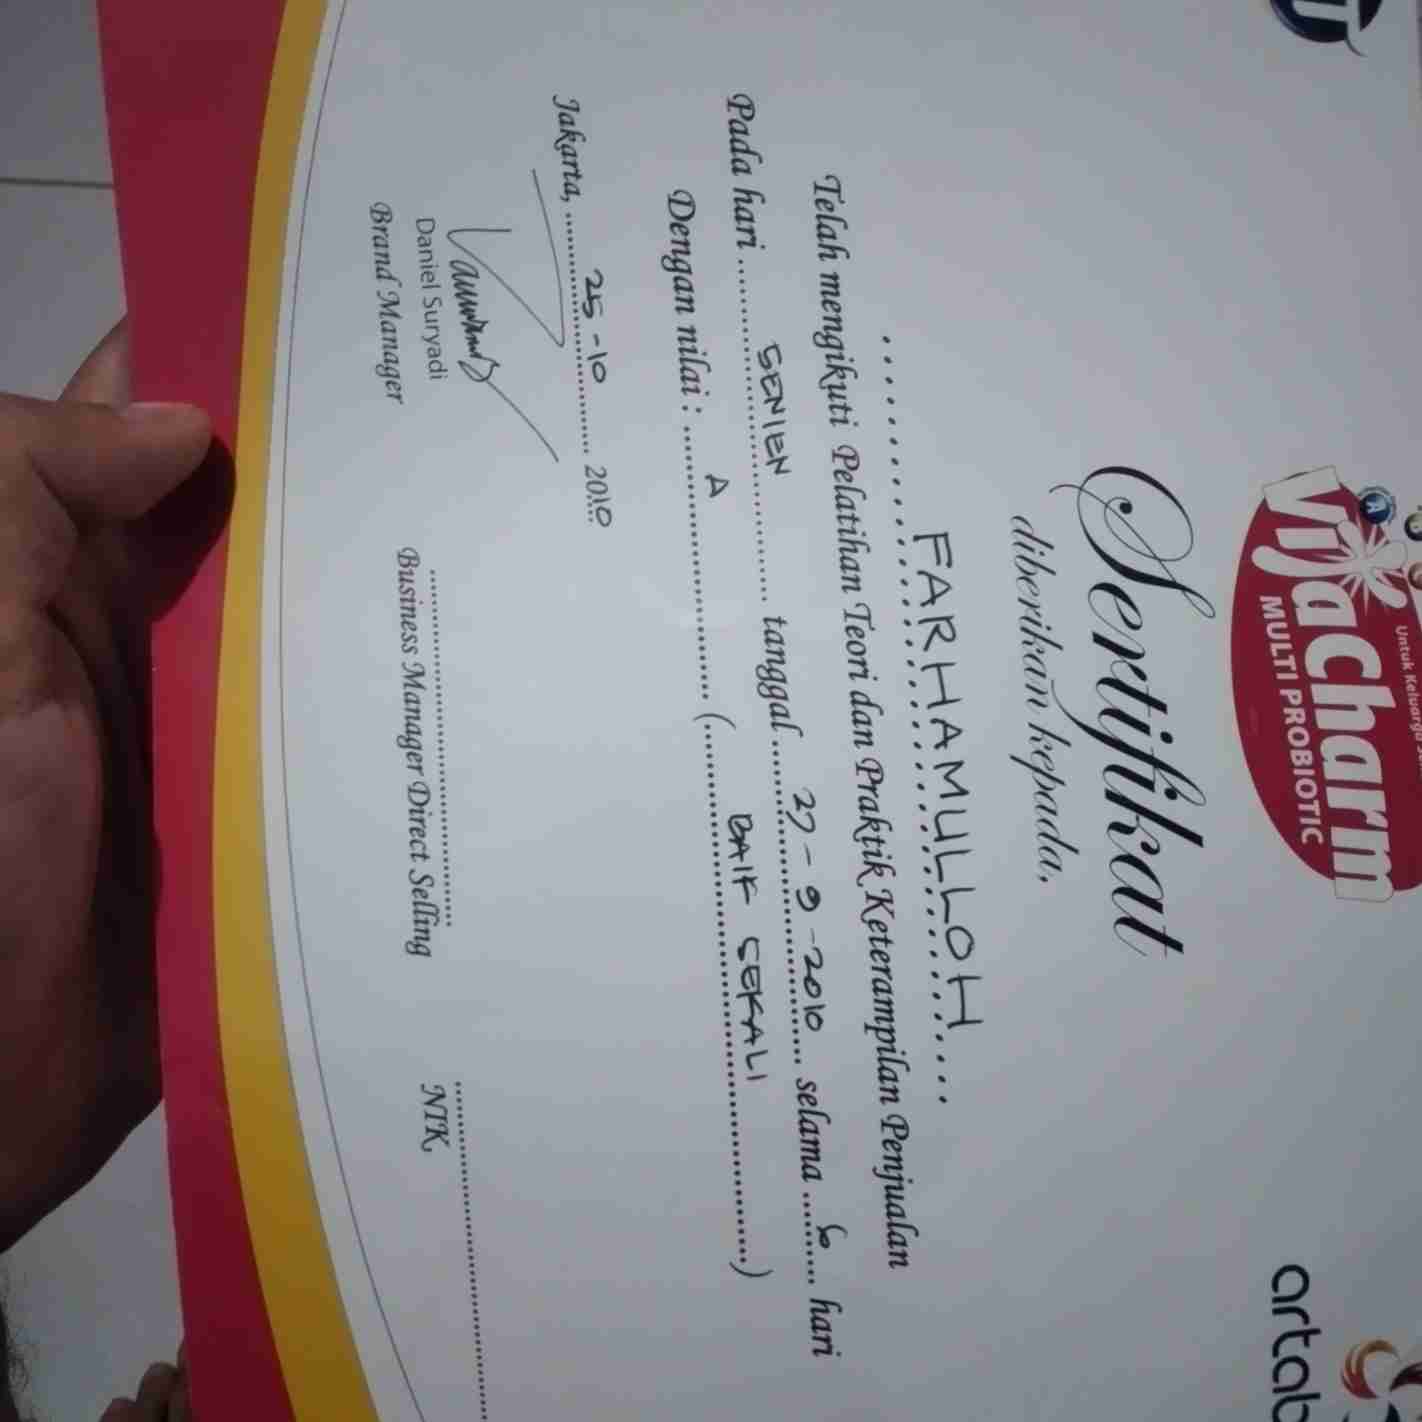 Untuk Keluarga
VijaCharm
MULTI PROBIOTIC
artab
Sertifikat
diberikan kepada,
FARHAMULLOH
Telah mengikuti Pelatihan Teori dan Praktik Keterampilan Penjualan
Pada hari SENIEN tanggal 27-9-2010 selama 6 hari
Dengan nilai : A (BAIK SEKALI)
Jakarta, 25-10 2010
Daniel Suryadi
Brand Manager
Business Manager Direct Selling
NIK,